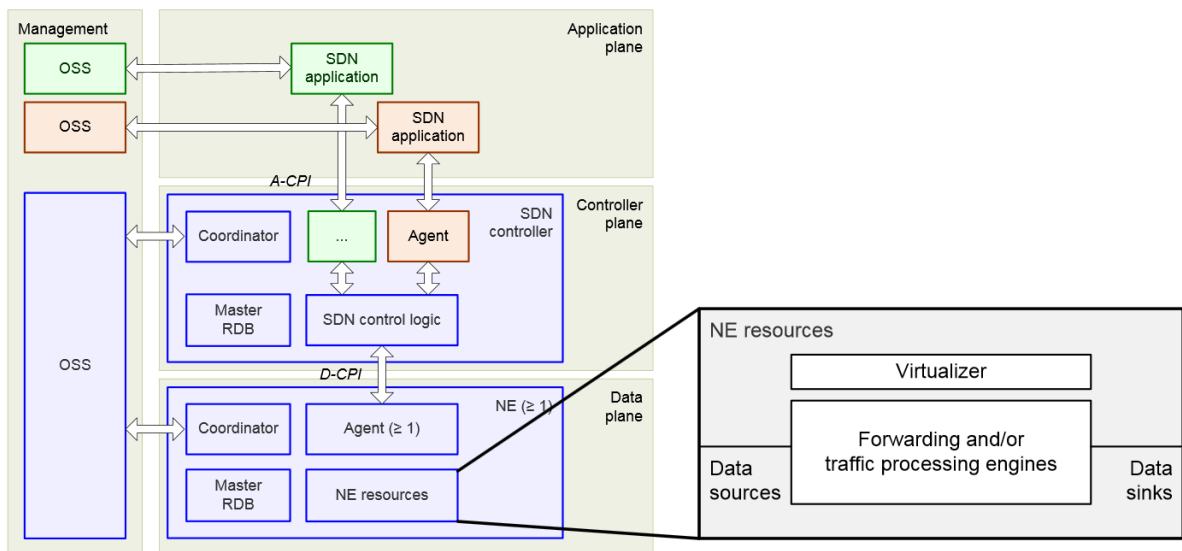 Management
OSS
OSS
OSS
Application
plane
SDN
application
SDN
application
A-CPI
Controller
plane
SDN
controller
Coordinator
...
Agent
Master
RDB
SDN control logic
D-CPI
Data
plane
NE (≥ 1)
Coordinator
Agent (≥ 1)
Master
RDB
NE resources
NE resources
Virtualizer
Forwarding and/or
traffic processing engines
Data
sources
Data
sinks